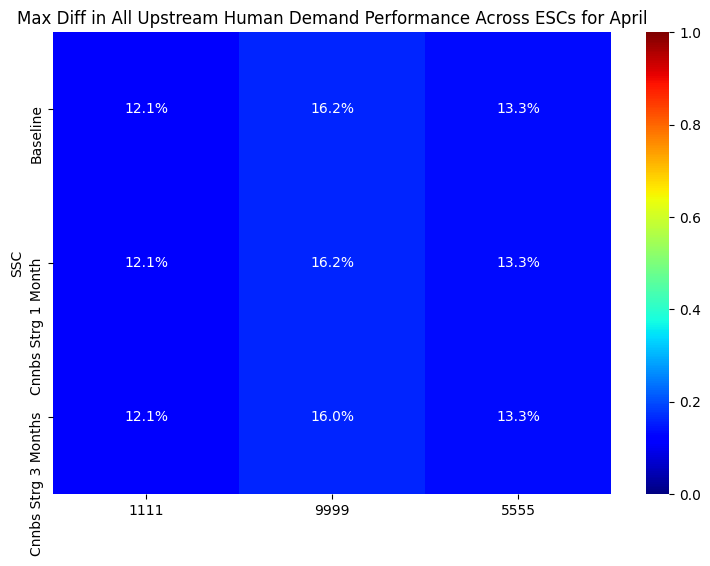 Max Diff in All Upstream Human Demand Performance Across ESCs for April
SSC
Baseline
Cnnbs Strg 1 Month
Cnnbs Strg 3 Months
12.1% 16.2% 13.3%
12.1% 16.2% 13.3%
12.1% 16.0% 13.3%
1111 9999 5555
1.0
0.8
0.6
0.4
0.2
0.0